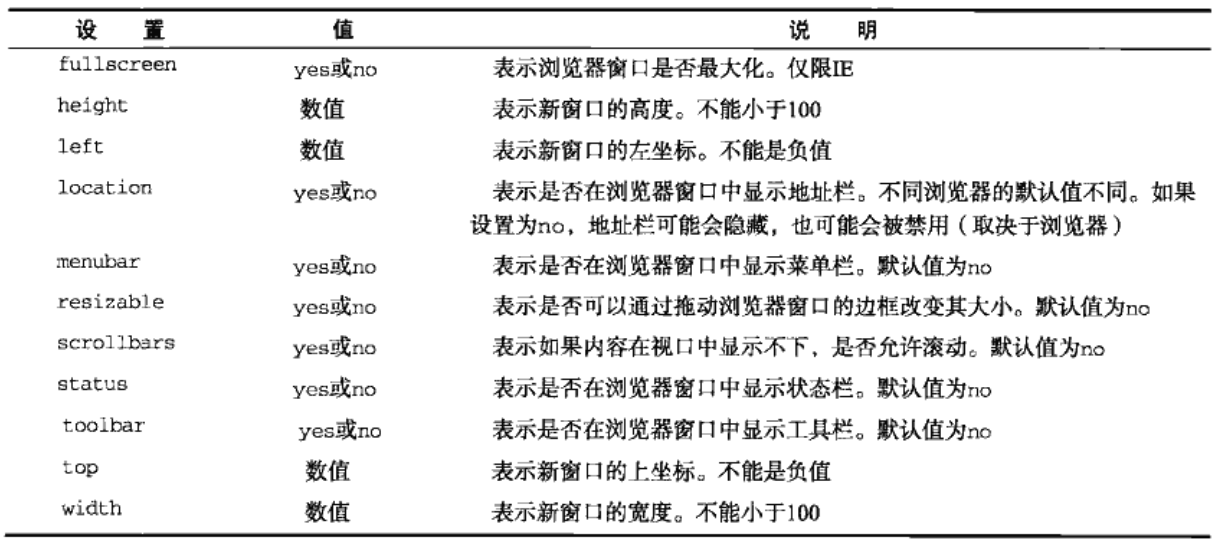 设 置 值 说 明
fullscreen yes或no 表示浏览器窗口是否最大化。仅限IE
height 数值 表示新窗口的高度。不能小于100
left 数值 表示新窗口的左坐标。不能是负值
location yes或no 表示是否在浏览器窗口中显示地址栏。不同浏览器的默认值不同。如果
设置为no，地址栏可能会隐藏，也可能会被禁用（取决于浏览器）
menubar yes或no 表示是否在浏览器窗口中显示菜单栏。默认值为no
resizable yes或no 表示是否可以通过拖动浏览器窗口的边框改变其大小。默认值为no
scrollbars yes或no 表示如果内容在视口中显示不下，是否允许滚动。默认值为no
status yes或no 表示是否在浏览器窗口中显示状态栏。默认值为no
toolbar yes或no 表示是否在浏览器窗口中显示工具栏。默认值为no
top 数值 表示新窗口的上坐标。不能是负值
width 数值 表示新窗口的宽度。不能小于100